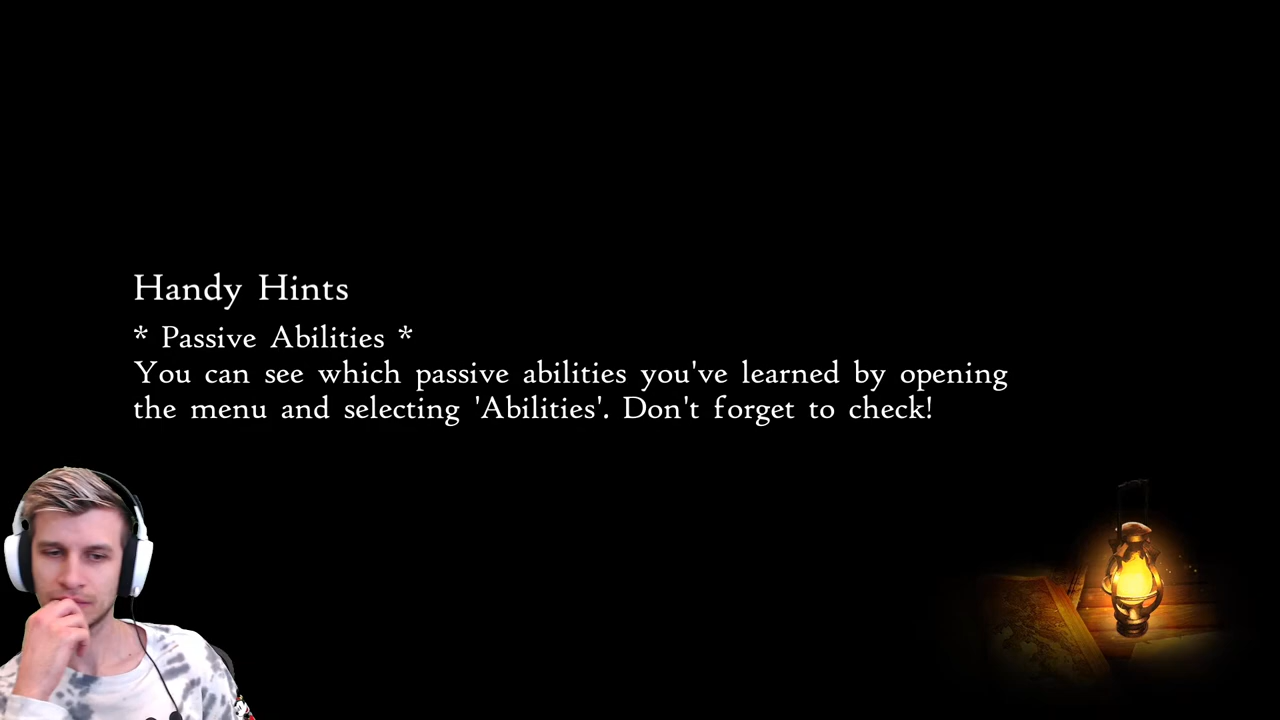 Handy Hints
* Passive Abilities *
You can see which passive abilities you've learned by opening
the menu and selecting 'Abilities'. Don't forget to check!